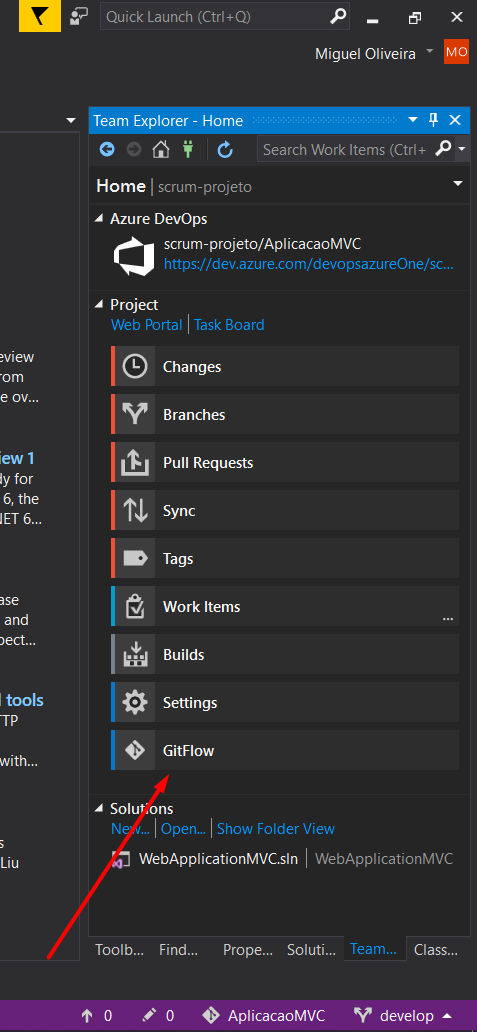 Quick Launch (Ctrl+Q)
Miguel Oliveira
MO
Team Explorer - Home
Search Work Items (Ctrl+
Home | scrum-projeto
Azure DevOps
scrum-projeto/AplicacaoMVC
https://dev.azure.com/devopsazureOne/sc...
Project
Web Portal | Task Board
Changes
Branches
Pull Requests
Sync
Tags
Work Items
...
Builds
Settings
GitFlow
Solutions
New... | Open... | Show Folder View
WebApplicationMVC.sln | WebApplicationMVC
eview
rom
e ov...
iew 1
dy for
6, the
NET 6...
ase
and
pect...
l tools
TTP
with...
s
Liu
Toolb... Find... Prope... Soluti... Team... Class...
0 0 AplicacaoMVC develop